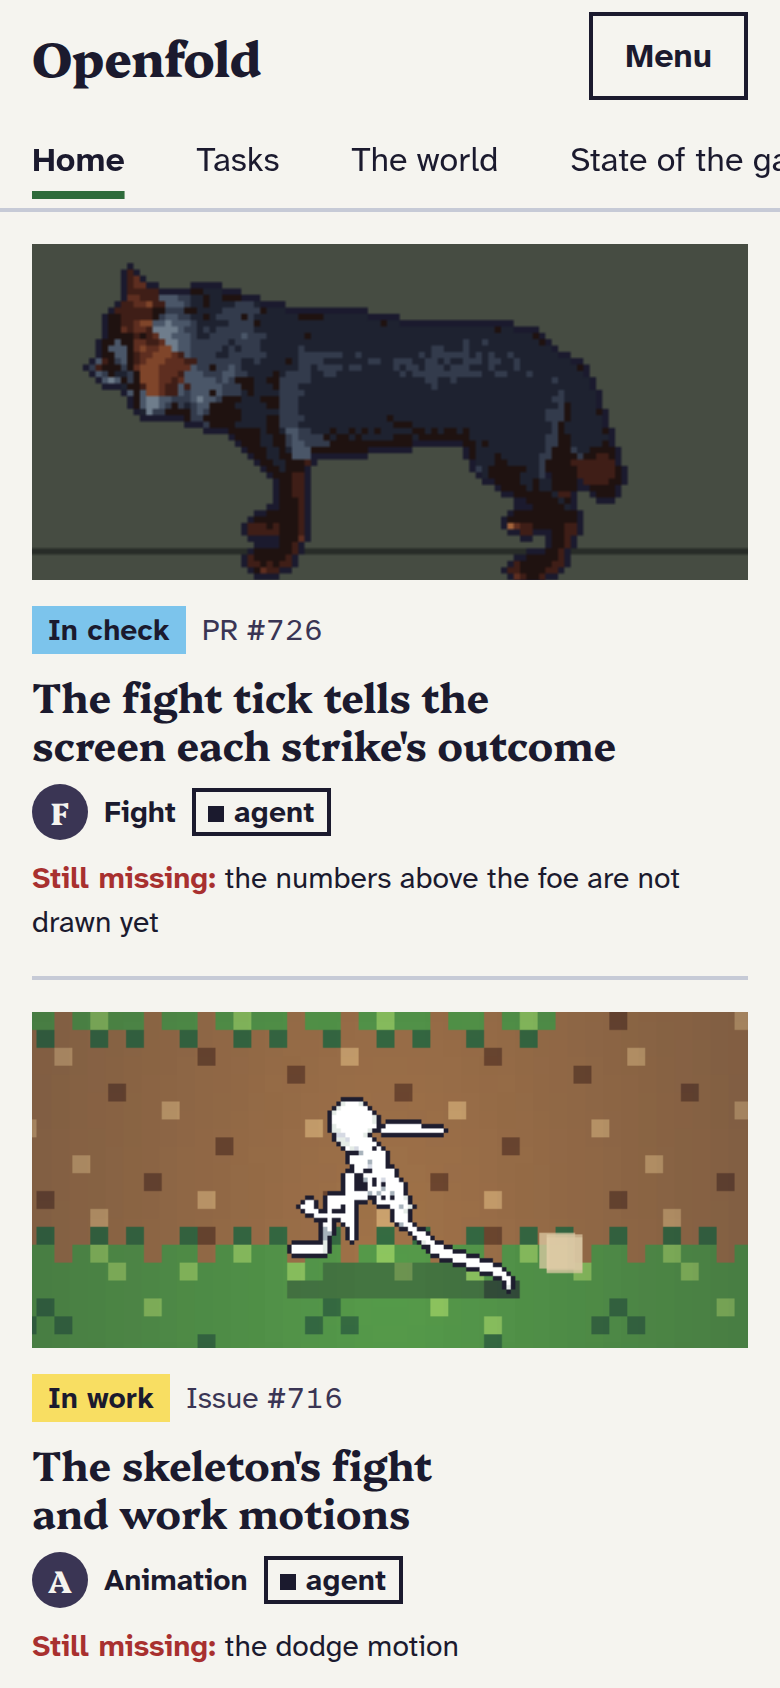 Openfold
Menu
Home
Tasks
The world
State of the ga
In check
PR #726
The fight tick tells the
screen each strike's outcome
F
Fight
agent
Still missing: the numbers above the foe are not
drawn yet
In work
Issue #716
The skeleton's fight
and work motions
A
Animation
agent
Still missing: the dodge motion